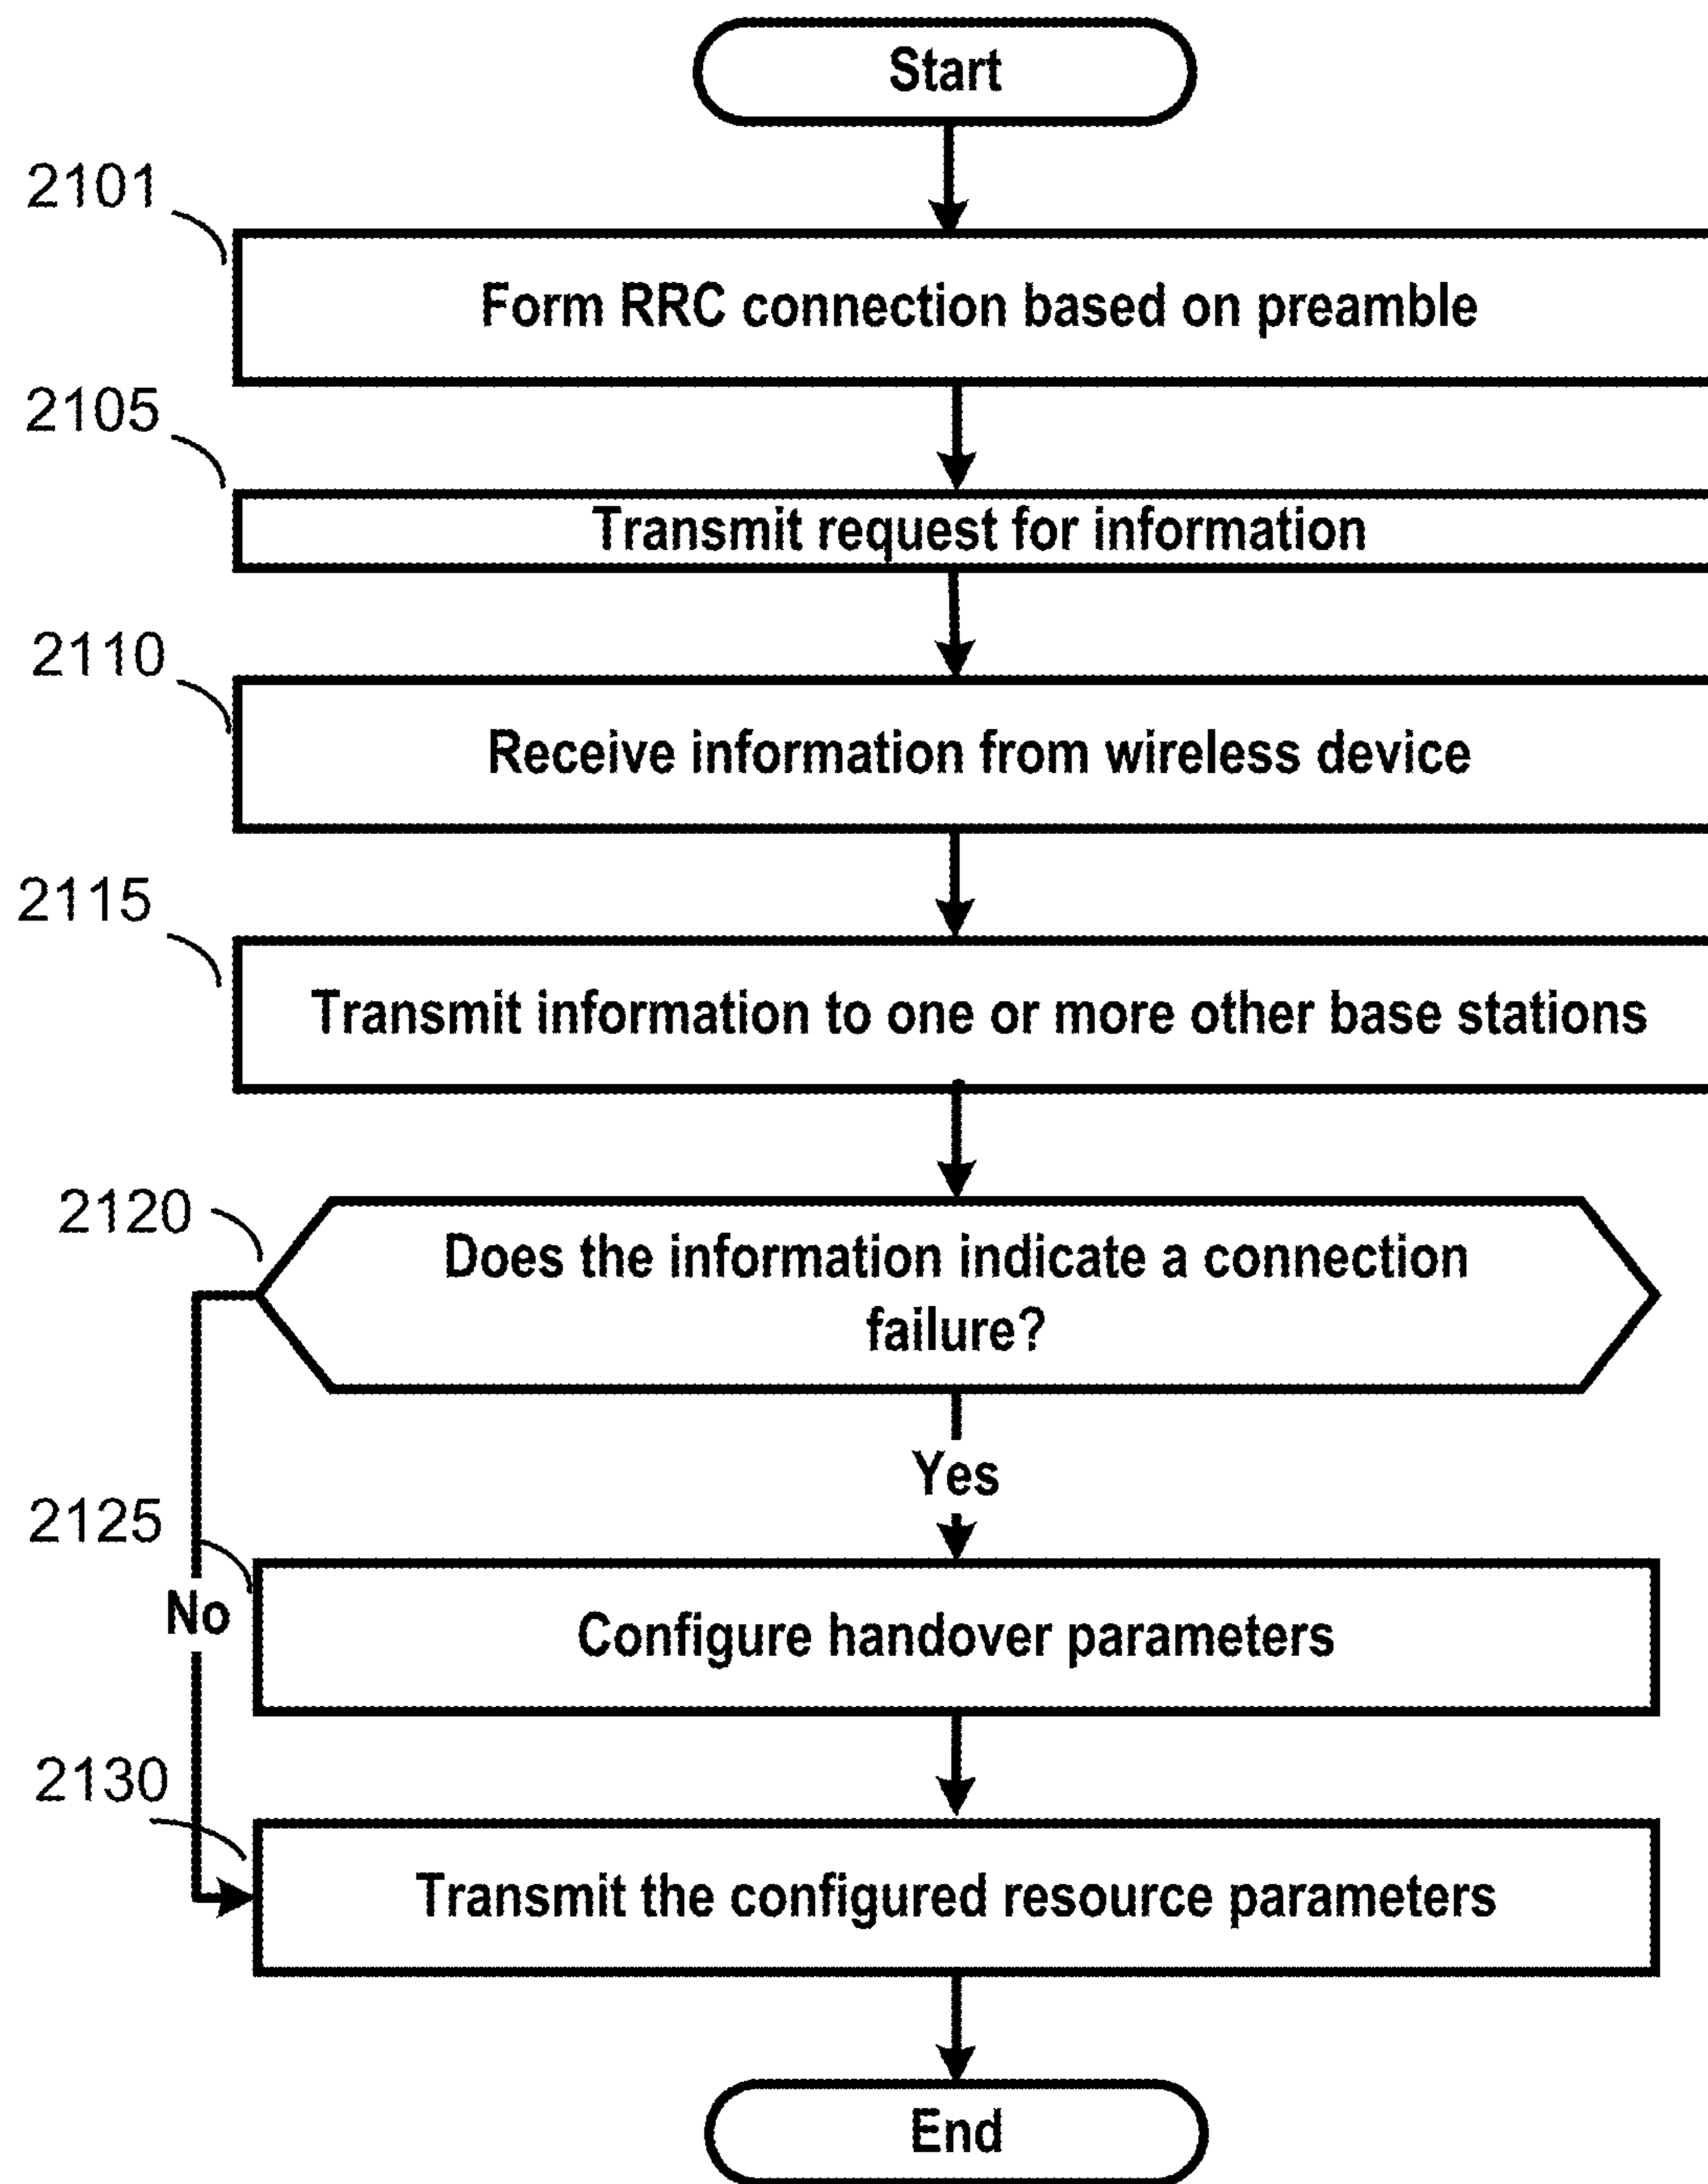 Start
2101
Form RRC connection based on preamble
2105
Transmit request for information
2110
Receive information from wireless device
2115
Transmit information to one or more other base stations
2120
Does the information indicate a connection
failure?
Yes
2125
No
Configure handover parameters
2130
Transmit the configured resource parameters
End